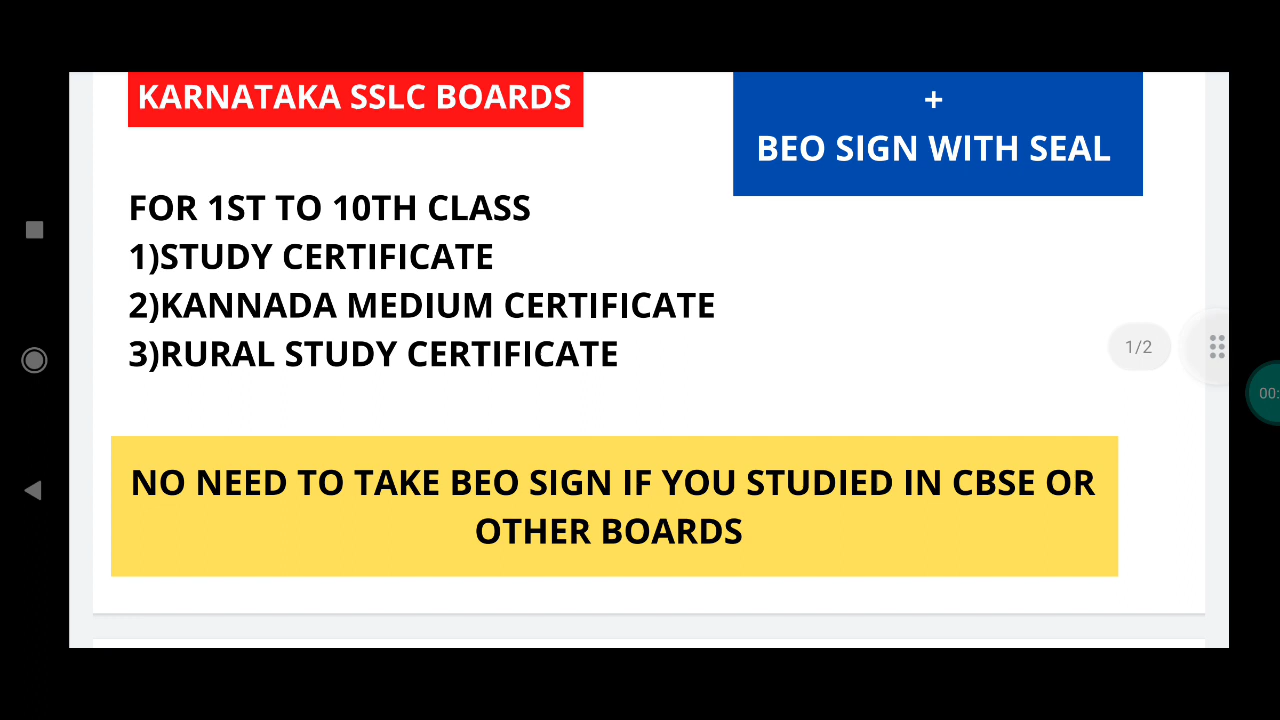 KARNATAKA SSLC BOARDS
+
BEO SIGN WITH SEAL
FOR 1ST TO 10TH CLASS
1)STUDY CERTIFICATE
2)KANNADA MEDIUM CERTIFICATE
3)RURAL STUDY CERTIFICATE
1/2
00:
NO NEED TO TAKE BEO SIGN IF YOU STUDIED IN CBSE OR
OTHER BOARDS